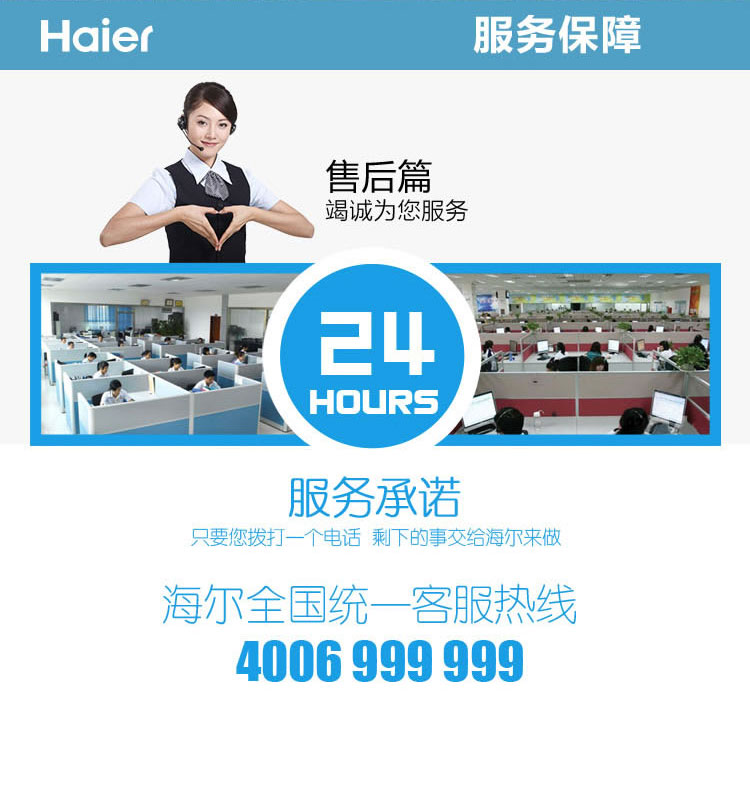 Haier
服务保障
售后篇
竭诚为您服务
24
HOURS
服务承诺
只要您拨打一个电话 剩下的事交给海尔来做
海尔全国统一客服热线
4006 999 999